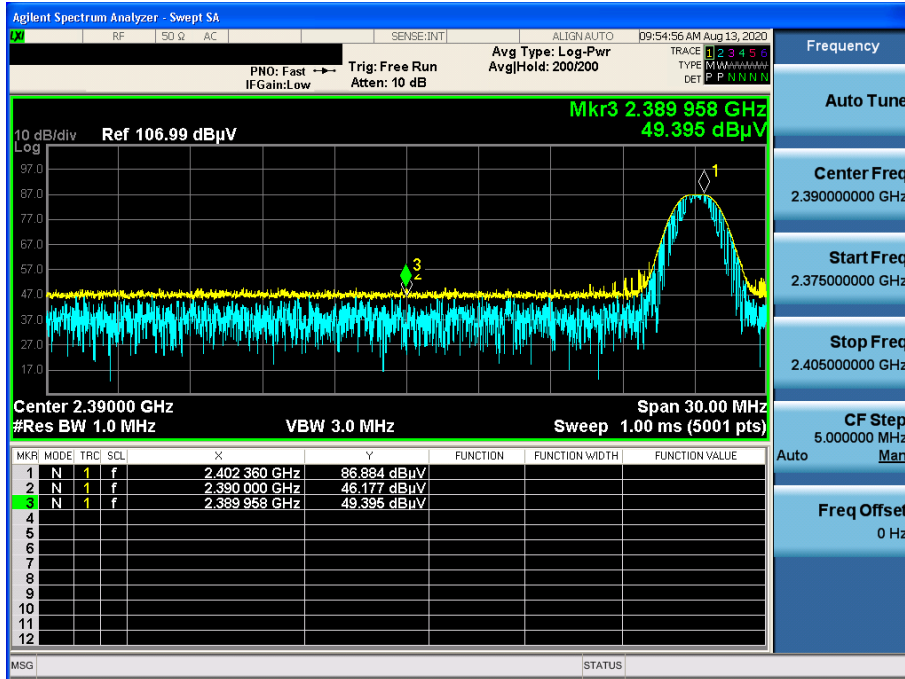 Agilent Spectrum Analyzer - Swept SA
LXI RF 50 Ω AC SENSE:INT ALIGN AUTO 09:54:56 AM Aug 13, 2020
PNO: Fast Trig: Free Run Avg Type: Log-Pwr TRACE 1 2 3 4 5 6
IFGain:Low Atten: 10 dB Avg|Hold: 200/200 TYPE M
DET P P N N N N
Mkr3 2.389 958 GHz
49.395 dBµV
10 dB/div Ref 106.99 dBµV
Log
97.0
87.0
77.0
67.0
57.0
47.0
37.0
27.0
17.0
1
3
2
Center 2.39000 GHz Span 30.00 MHz
#Res BW 1.0 MHz VBW 3.0 MHz Sweep 1.00 ms (5001 pts)
MKR MODE TRC SCL X Y FUNCTION FUNCTION WIDTH FUNCTION VALUE
1 N 1 f 2.402 360 GHz 86.884 dBµV
2 N 1 f 2.390 000 GHz 46.177 dBµV
3 N 1 f 2.389 958 GHz 49.395 dBµV
4
5
6
7
8
9
10
11
12
MSG STATUS
Frequency
Auto Tune
Center Freq
2.390000000 GHz
Start Freq
2.375000000 GHz
Stop Freq
2.405000000 GHz
CF Step
5.000000 MHz
Auto Man
Freq Offset
0 Hz